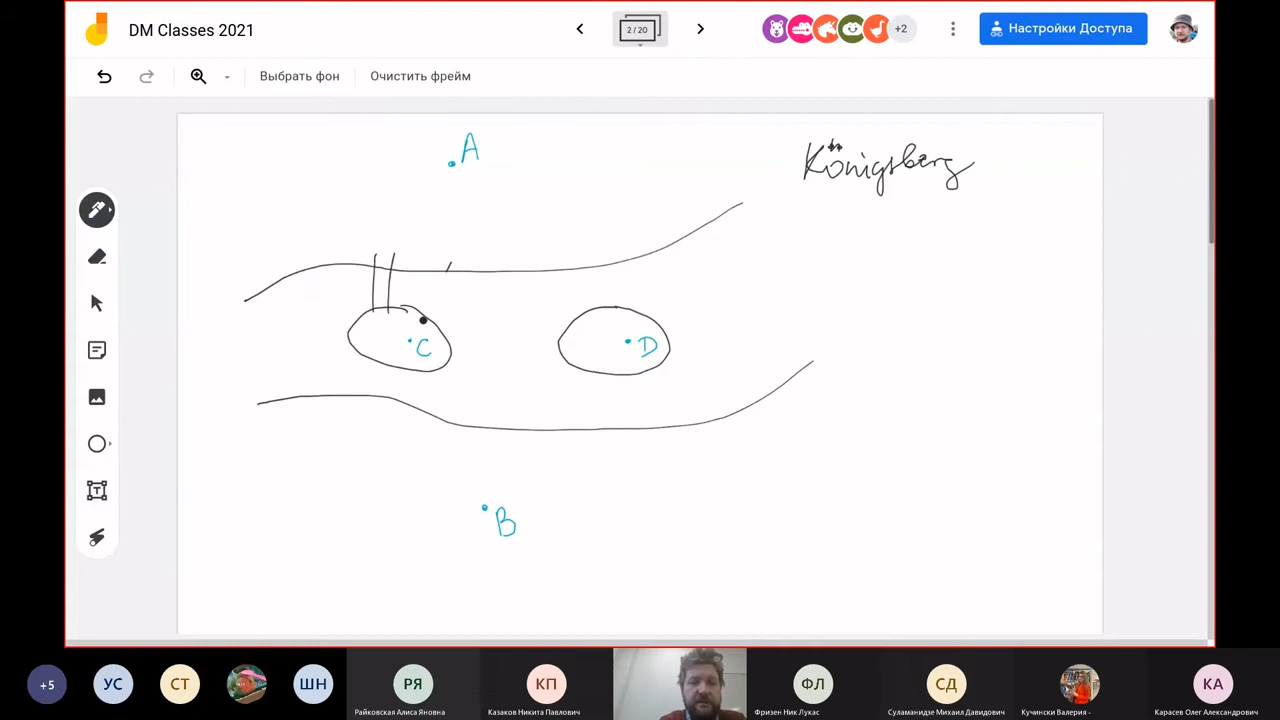 DM Classes 2021
2 / 20
+2
Настройки Доступа
Выбрать фон
Очистить фрейм
A
Königsberg
C
D
B
+5
УС
СТ
ШН
РЯ
КП
ФЛ
СД
КА
Райковская Алиса Яновна
Казаков Никита Павлович
Фризен Ник Лукас
Суламанидзе Михаил Давидович
Кучински Валерия -
Карасев Олег Александрович